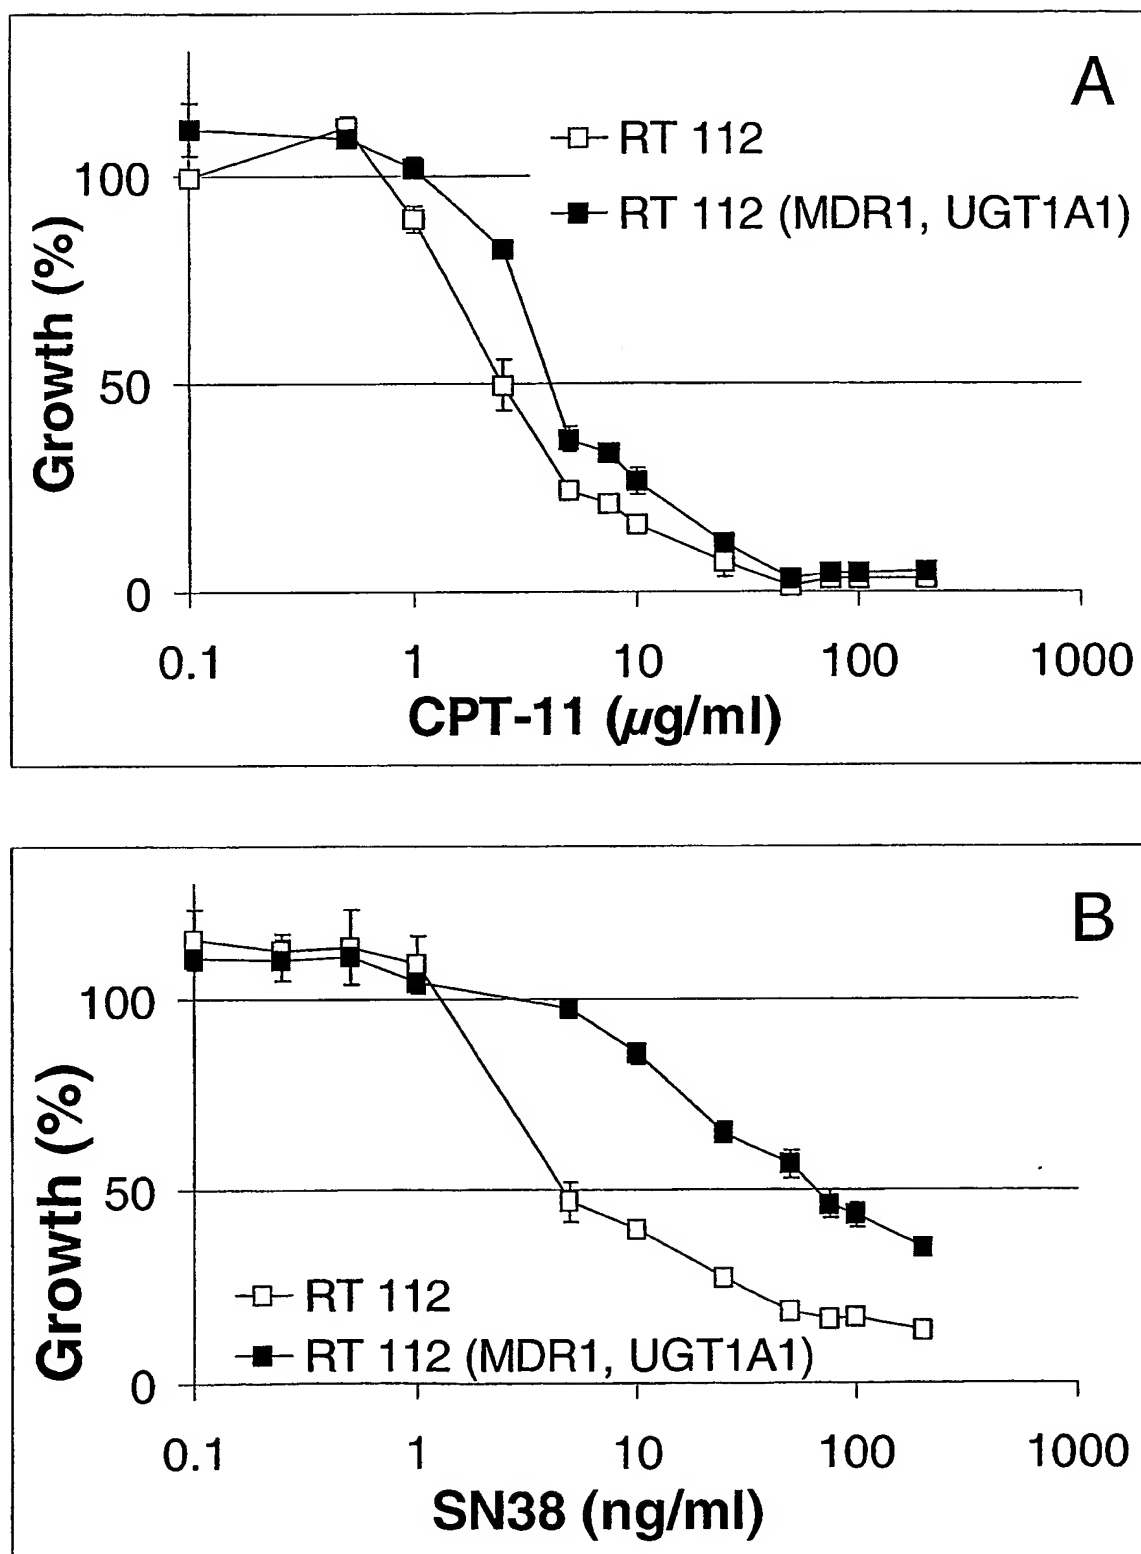 A
RT 112
RT 112 (MDR1, UGT1A1)
Growth (%)
100
50
0
0.1 1 10 100 1000
CPT-11 (µg/ml)
B
Growth (%)
100
50
0
RT 112
RT 112 (MDR1, UGT1A1)
0.1 1 10 100 1000
SN38 (ng/ml)